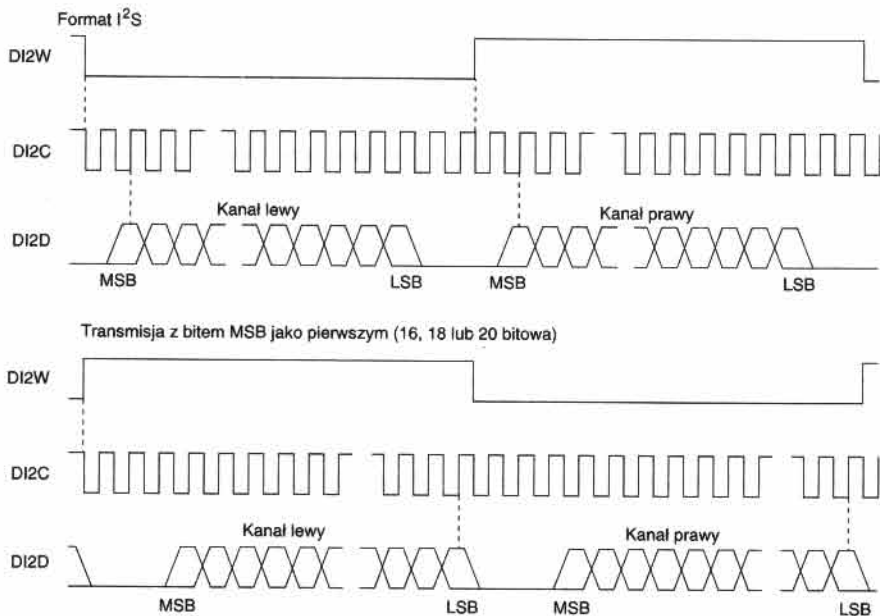 Format I²S
DI2W
DI2C
Kanał lewy
Kanał prawy
DI2D
MSB
LSB
MSB
LSB
Transmisja z bitem MSB jako pierwszym (16, 18 lub 20 bitowa)
DI2W
DI2C
Kanał lewy
Kanał prawy
DI2D
MSB
LSB
MSB
LSB